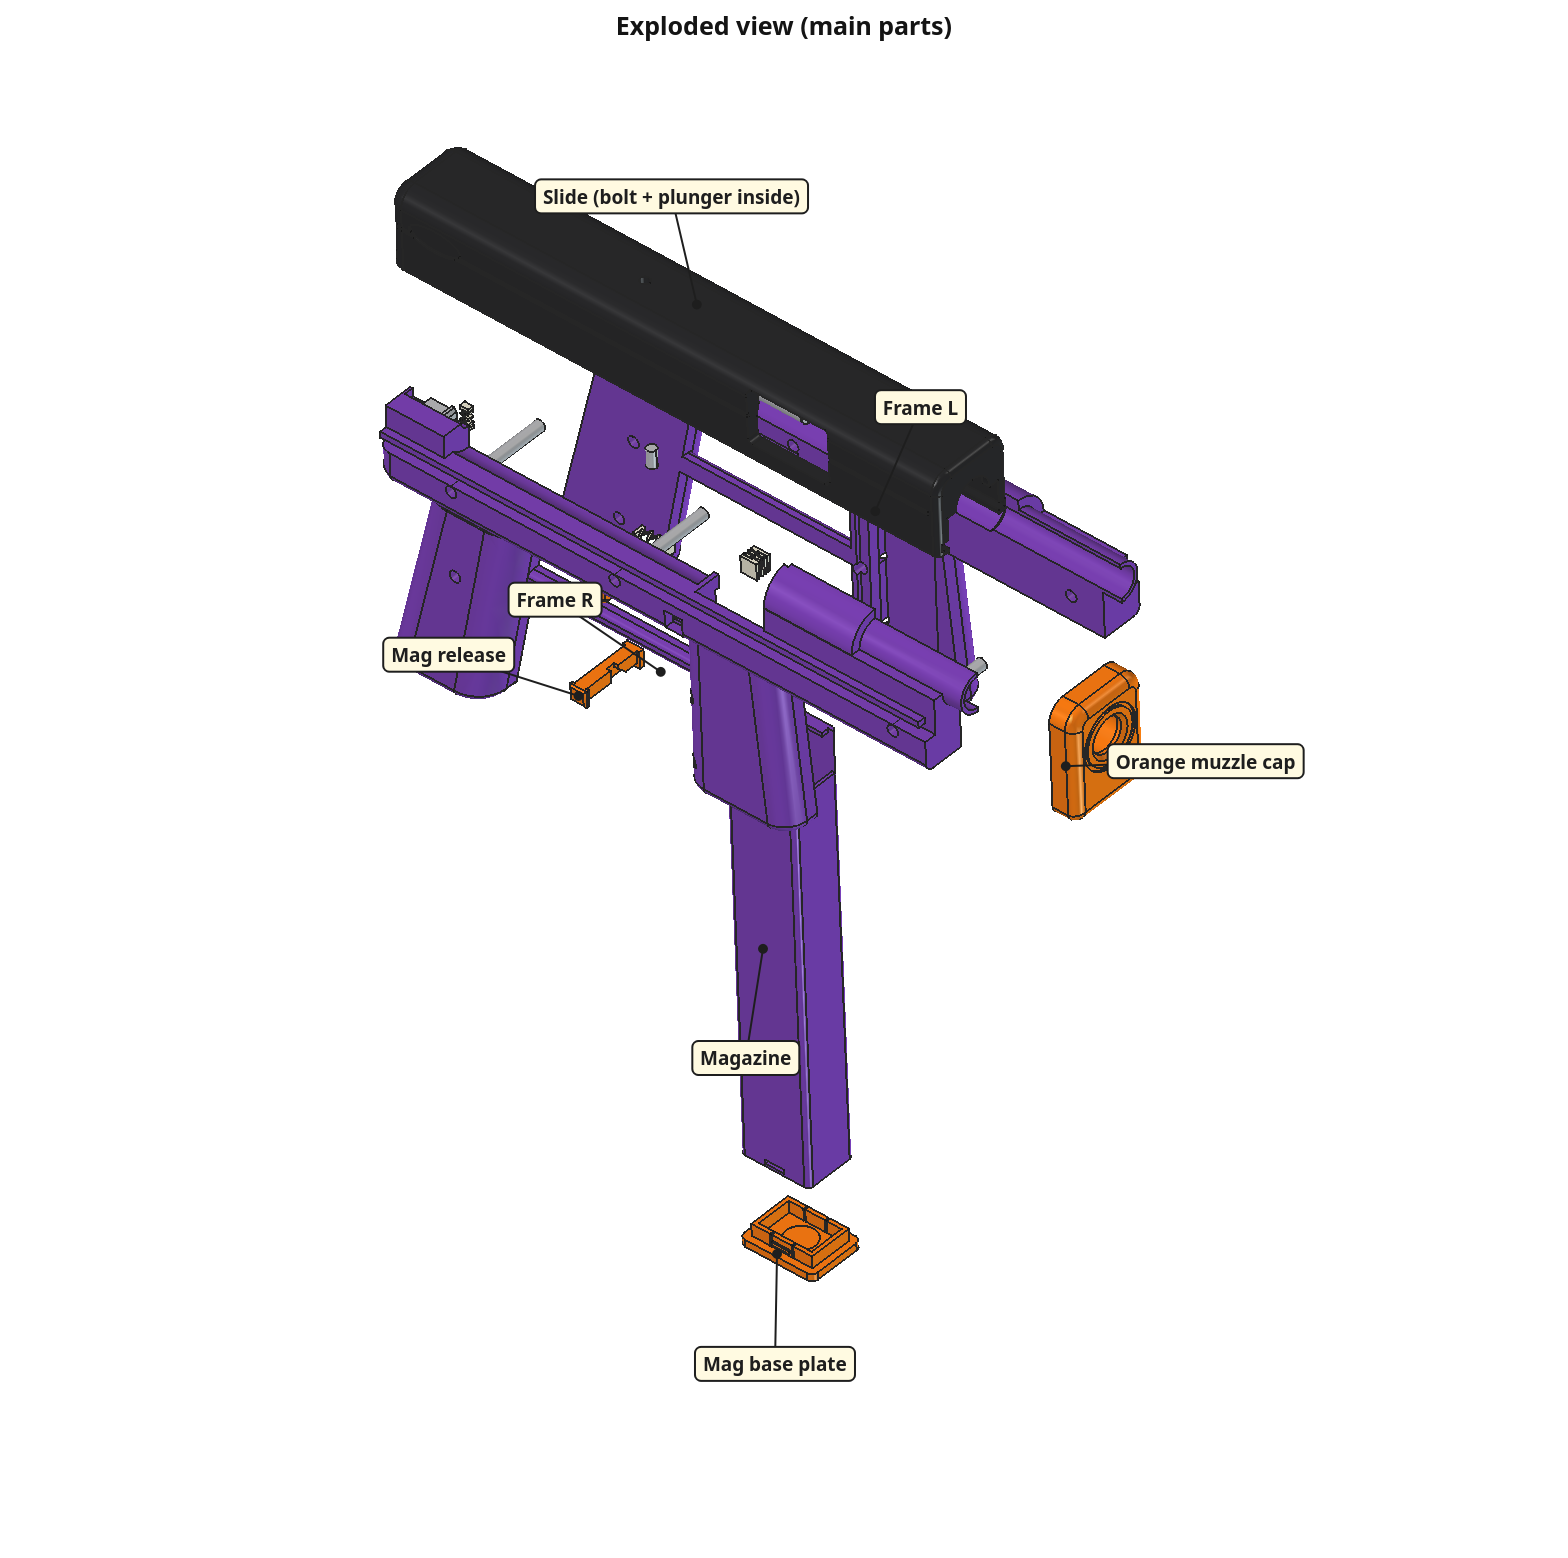 Exploded view (main parts)
Slide (bolt + plunger inside)
Frame L
Frame R
Mag release
Orange muzzle cap
Magazine
Mag base plate